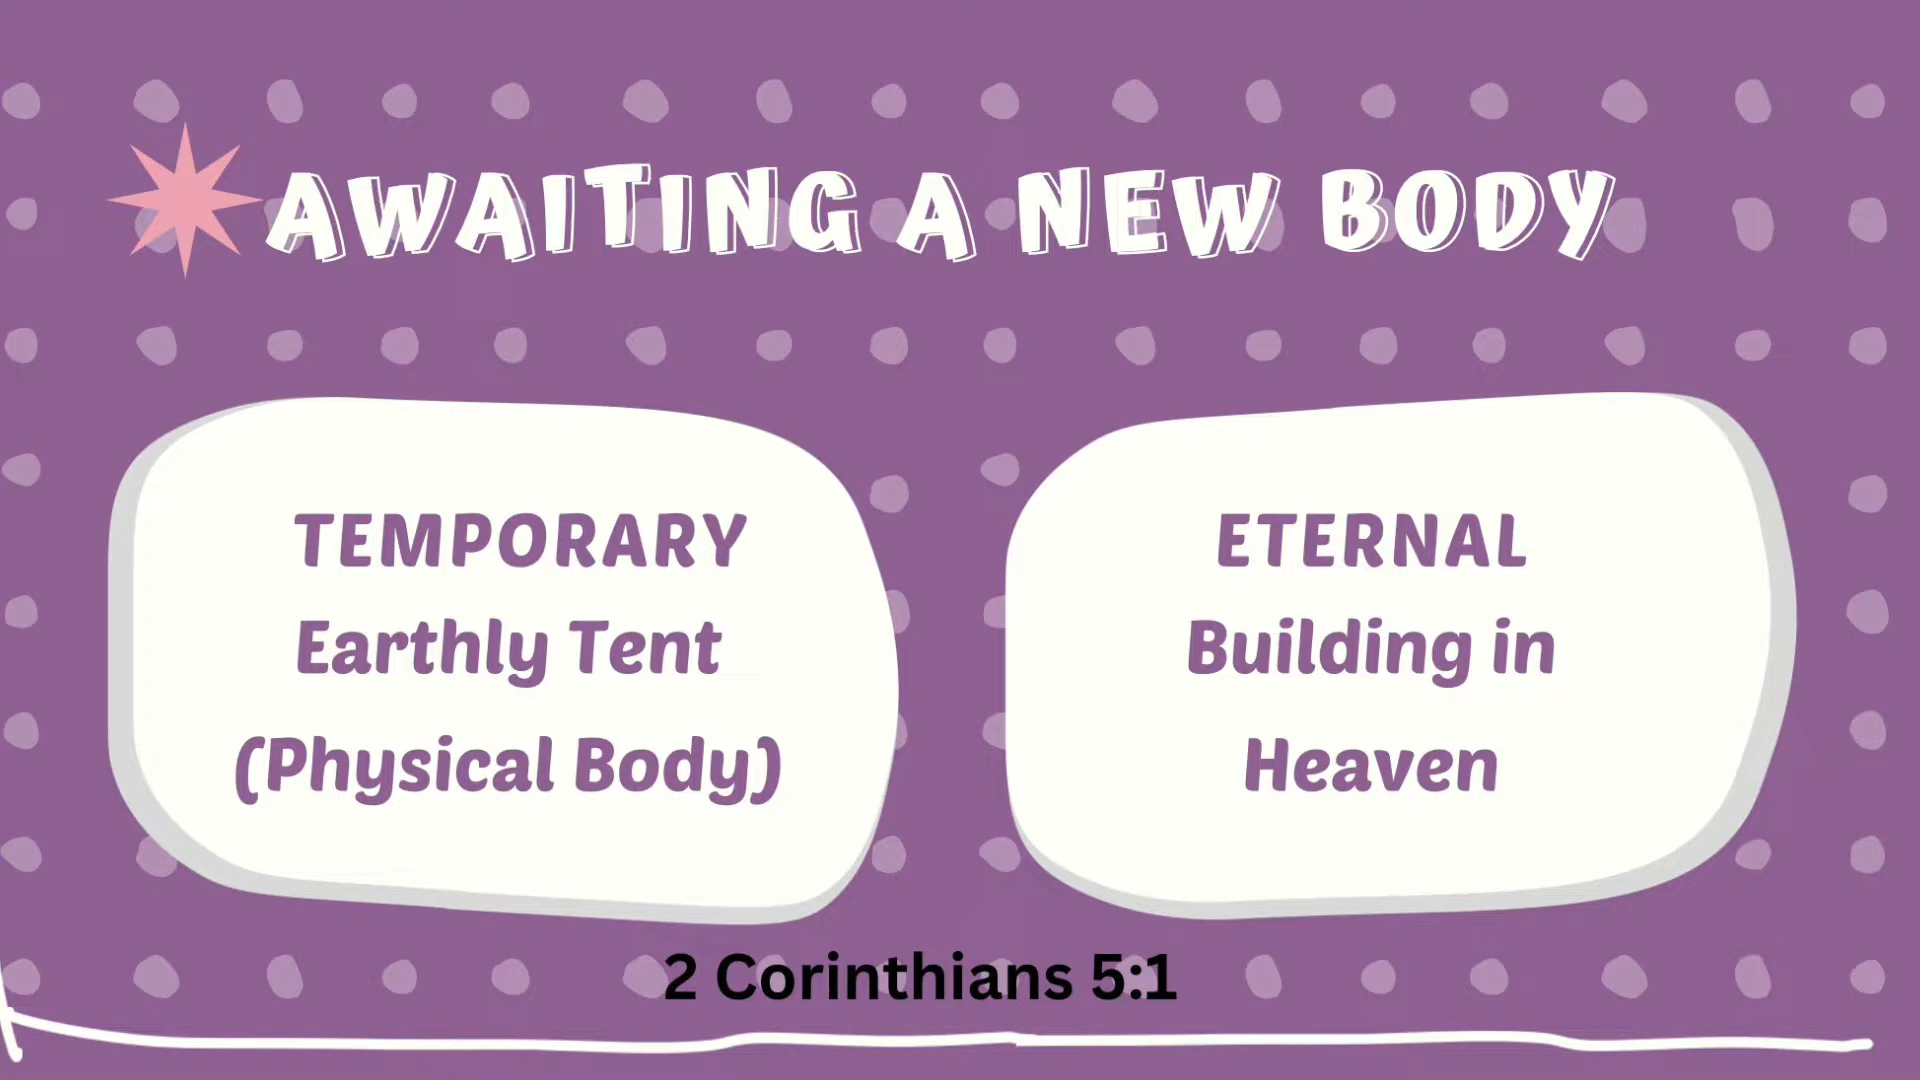 AWAITING A NEW BODY
TEMPORARY
Earthly Tent
(Physical Body)
ETERNAL
Building in
Heaven
2 Corinthians 5:1